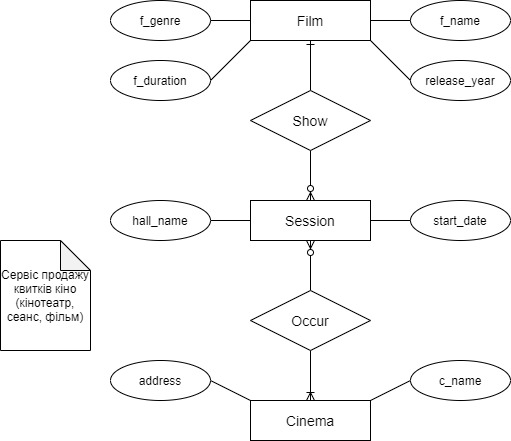 f_genre
Film
f_name
f_duration
release_year
Show
hall_name
Session
start_date
Сервіс продажу
квитків кіно
(кінотеатр,
сеанс, фільм)
Occur
address
c_name
Cinema